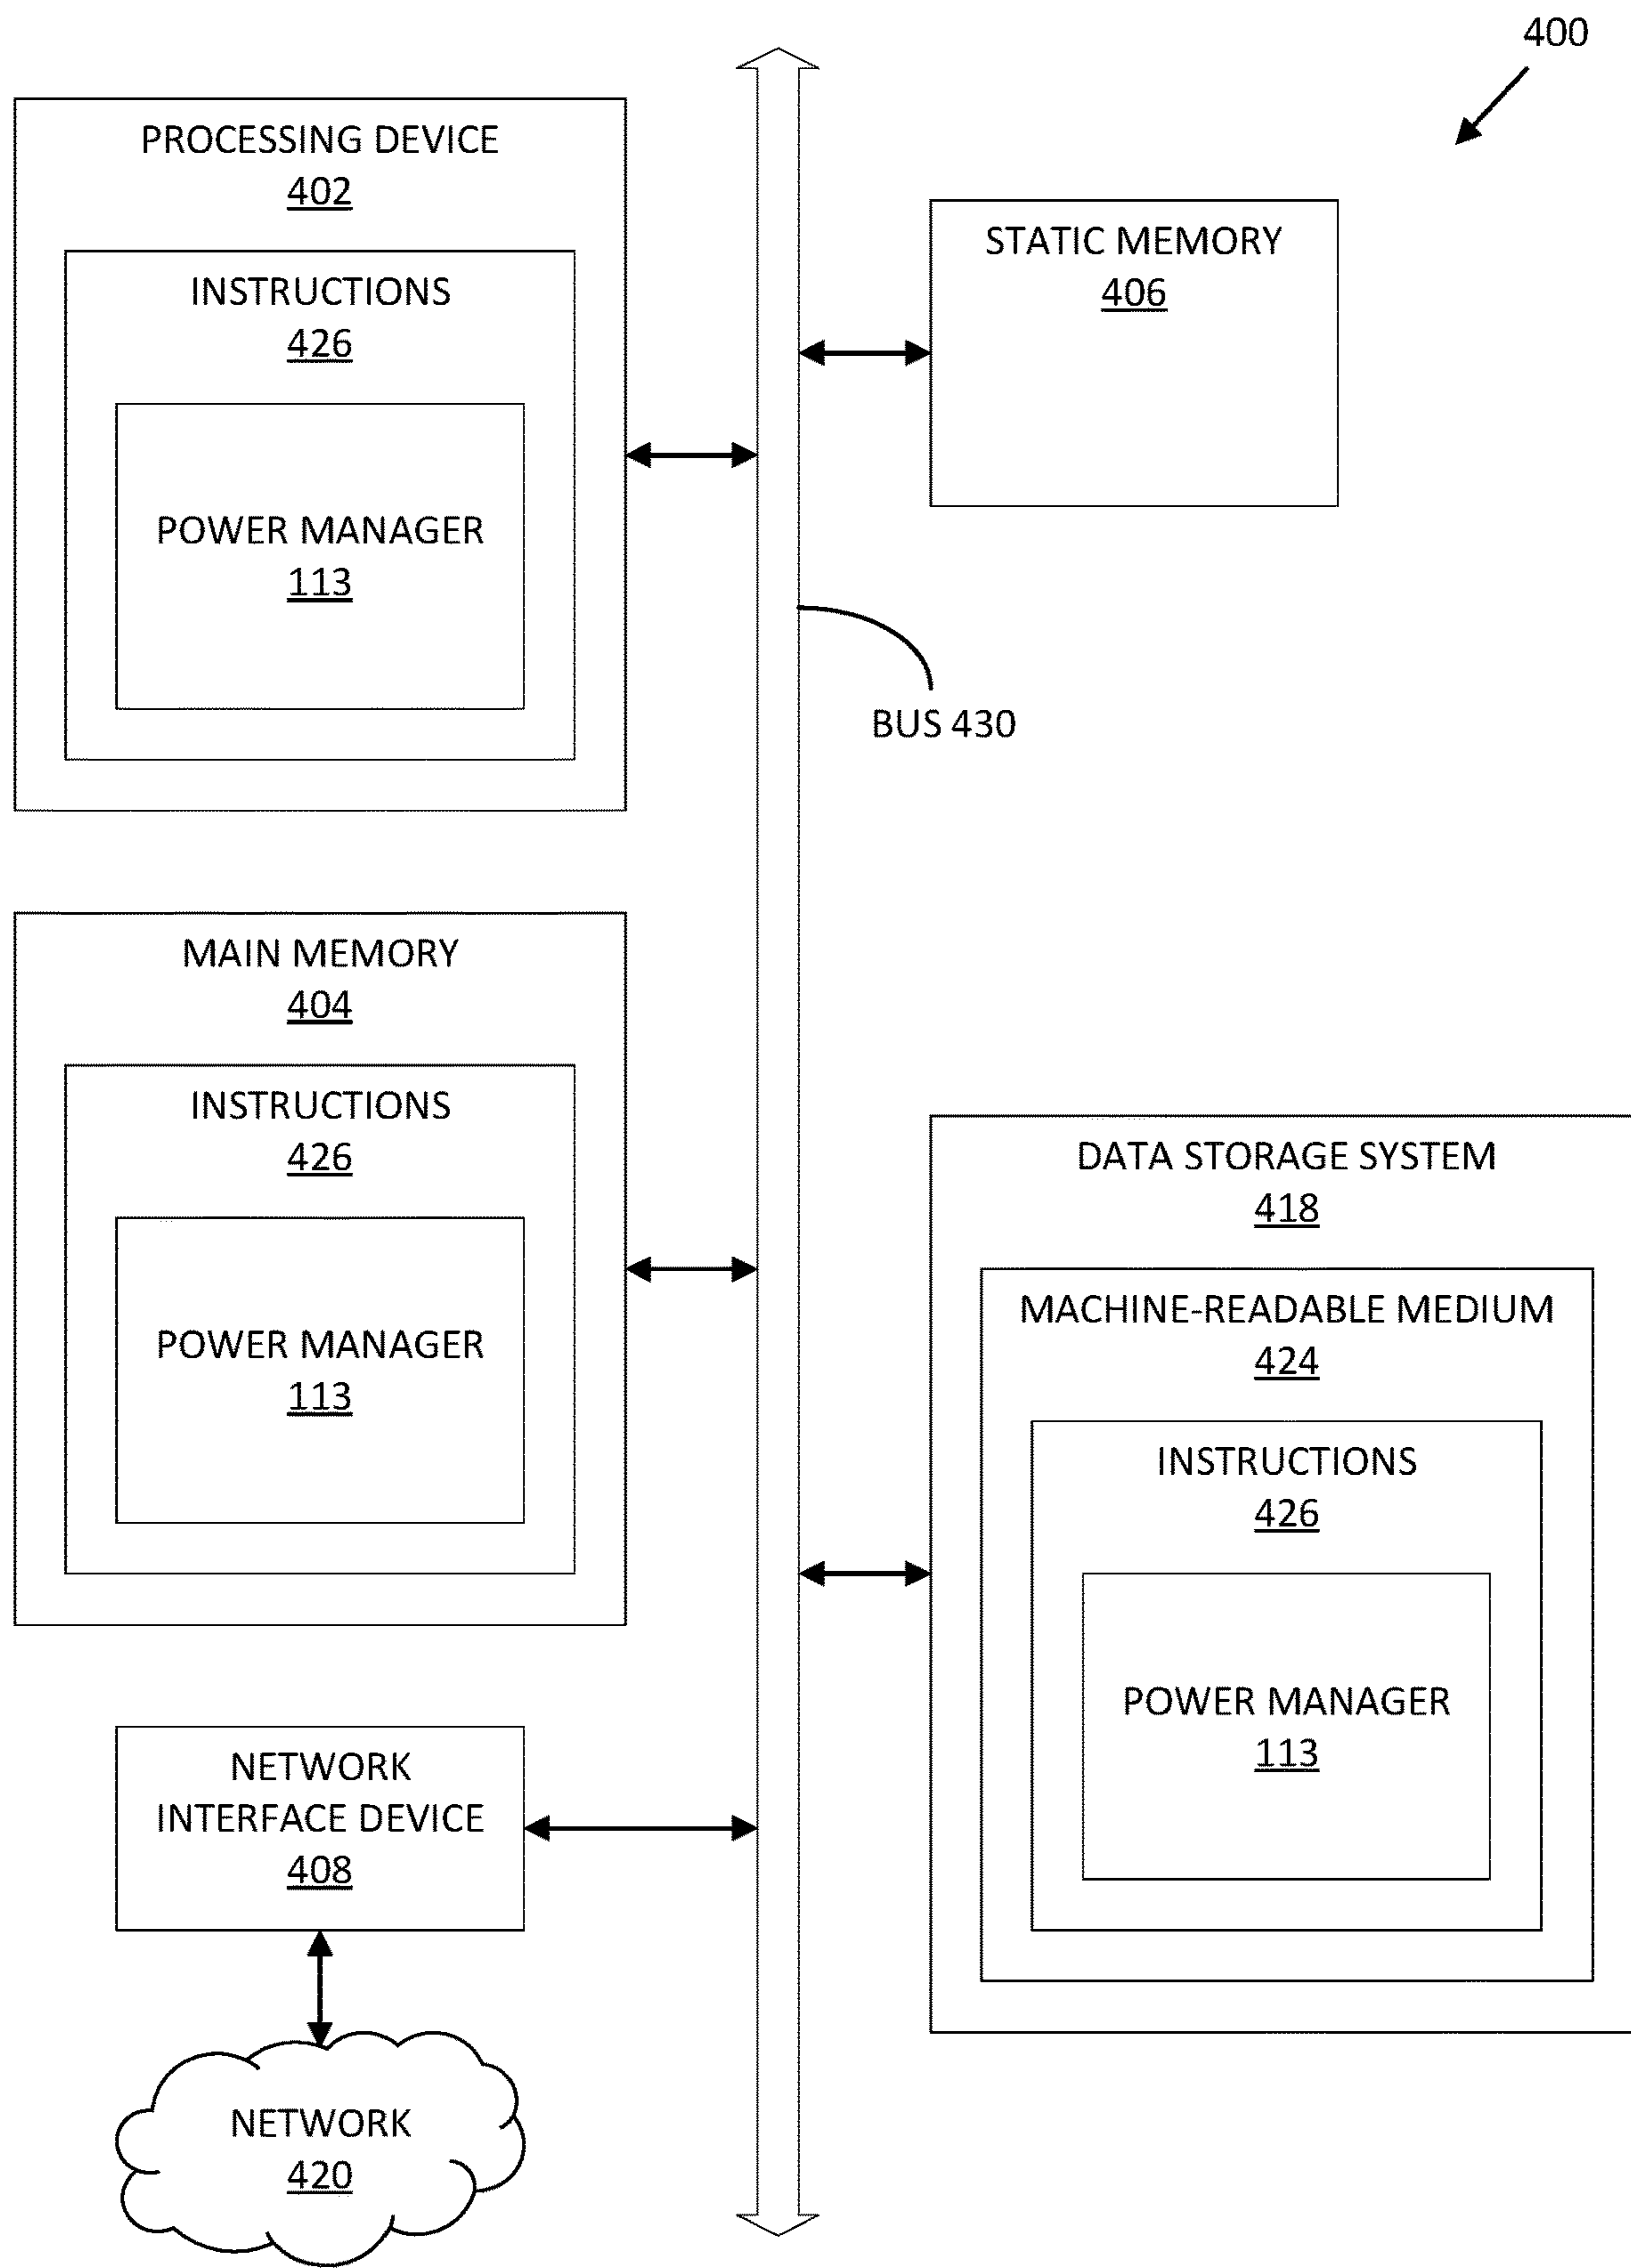 400
PROCESSING DEVICE
402
INSTRUCTIONS
426
POWER MANAGER
113
STATIC MEMORY
406
BUS 430
MAIN MEMORY
404
INSTRUCTIONS
426
POWER MANAGER
113
DATA STORAGE SYSTEM
418
MACHINE-READABLE MEDIUM
424
INSTRUCTIONS
426
POWER MANAGER
113
NETWORK
INTERFACE DEVICE
408
NETWORK
420